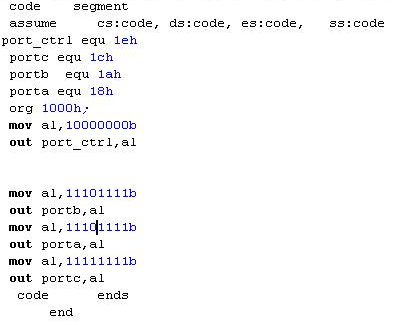 code segment
assume cs:code, ds:code, es:code, ss:code
port_ctrl equ 1eh
portc equ 1ch
portb equ 1ah
porta equ 18h
org 1000h;
mov al,10000000b
out port_ctrl,al
mov al,11101111b
out portb,al
mov al,11101111b
out porta,al
mov al,11111111b
out portc,al
code ends
end